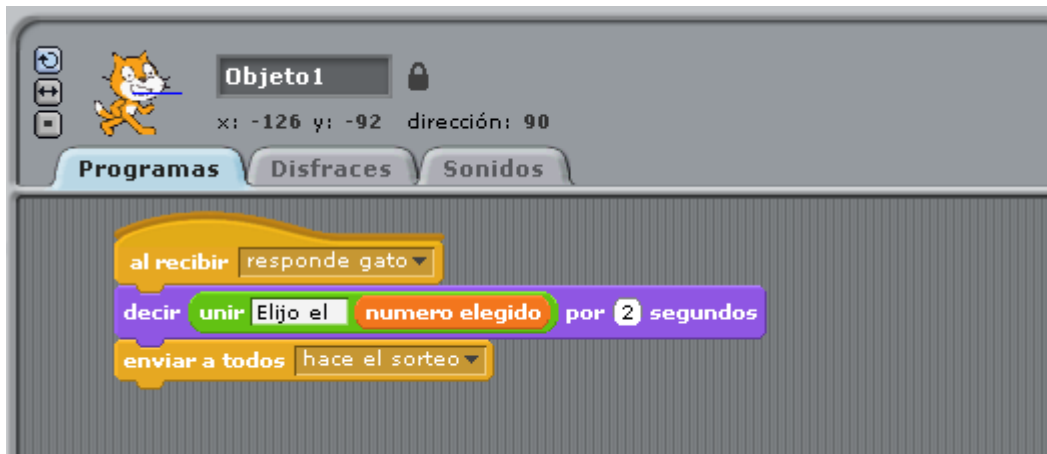 Objeto1
x: -126 y: -92 dirección: 90
Programas Disfraces Sonidos
al recibir responde gato
decir unir Elijo el numero elegido por 2 segundos
enviar a todos hace el sorteo